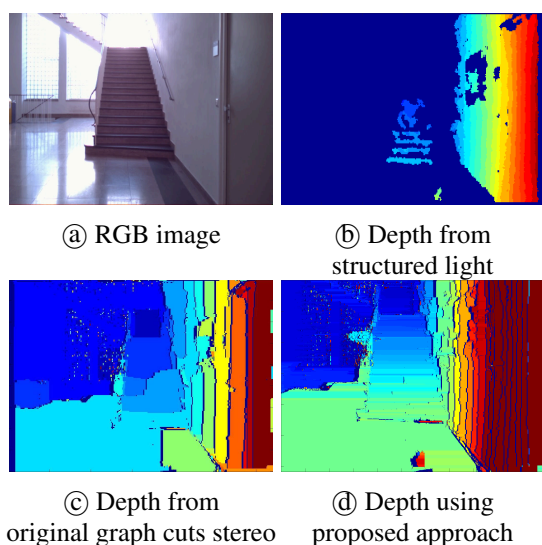 ⓐ RGB image
ⓑ Depth from
structured light
ⓒ Depth from
original graph cuts stereo
ⓓ Depth using
proposed approach